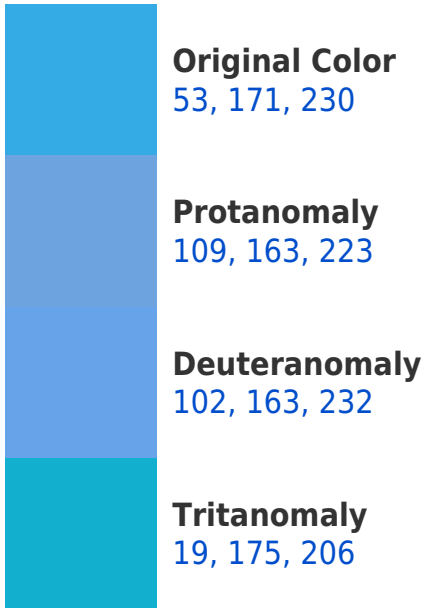 Original Color
53, 171, 230
Protanomaly
109, 163, 223
Deuteranomaly
102, 163, 232
Tritanomaly
19, 175, 206